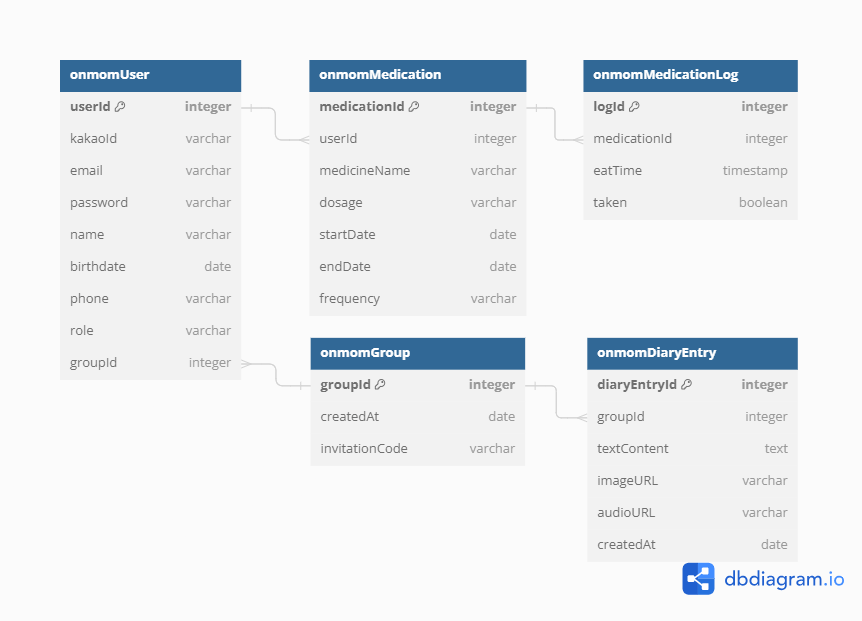 onmomUser
userId integer
kakaoId varchar
email varchar
password varchar
name varchar
birthdate date
phone varchar
role varchar
groupId integer
onmomMedication
medicationId integer
userId integer
medicineName varchar
dosage varchar
startDate date
endDate date
frequency varchar
onmomMedicationLog
logId integer
medicationId integer
eatTime timestamp
taken boolean
onmomGroup
groupId integer
createdAt date
invitationCode varchar
onmomDiaryEntry
diaryEntryId integer
groupId integer
textContent text
imageURL varchar
audioURL varchar
createdAt date
dbdiagram.io